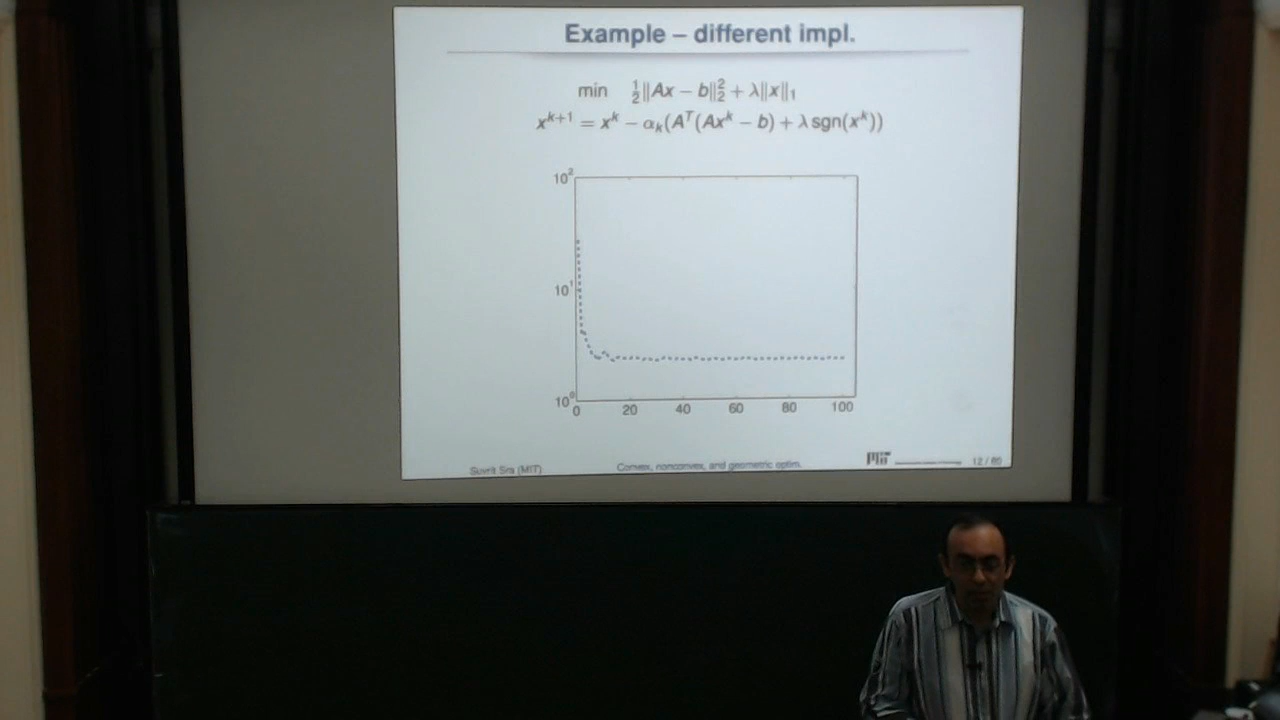 Example – different impl.
min ½‖Ax − b‖₂² + λ‖x‖₁
xᵏ⁺¹ = xᵏ − αₖ(Aᵀ(Axᵏ − b) + λ sgn(xᵏ))
10²
10¹
10⁰
0 20 40 60 80 100
Suvrit Sra (MIT) Convex, nonconvex, and geometric optim. MIT 12 / 80